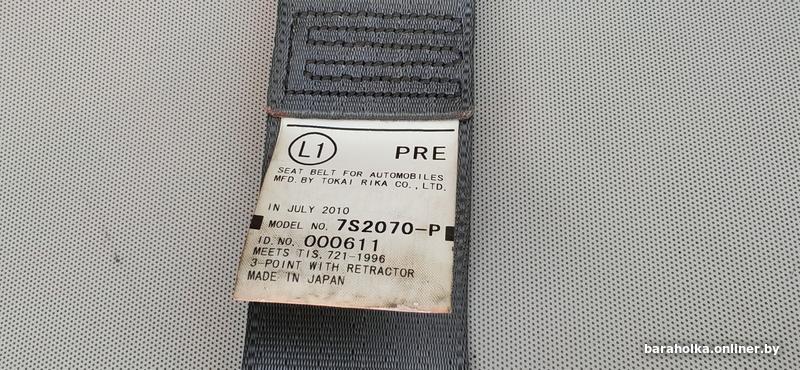 L1 PRE
SEAT BELT FOR AUTOMOBILES
MFD. BY TOKAI RIKA CO., LTD.
IN JULY 2010
MODEL NO. 7S2070-P
ID. NO. 000611
MEETS TIS. 721-1996
3-POINT WITH RETRACTOR
MADE IN JAPAN
baraholka.onliner.by